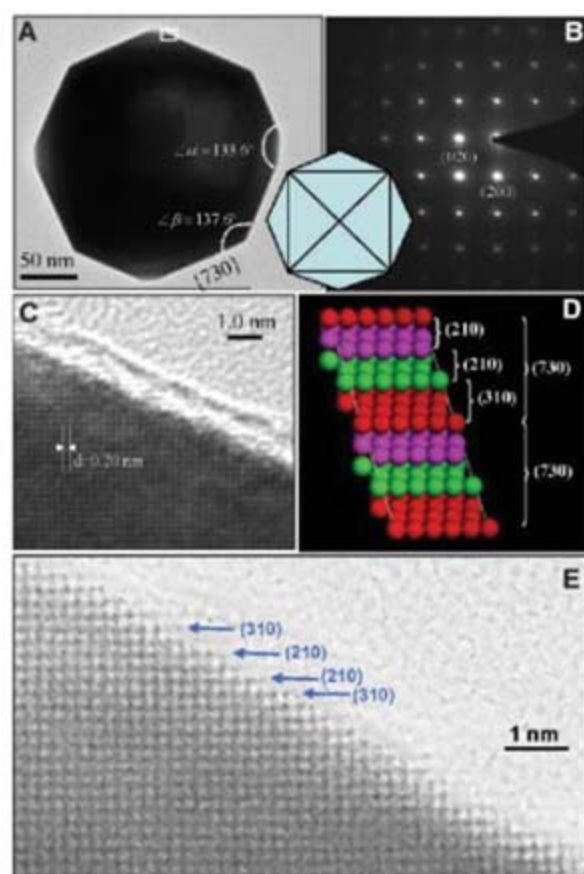 A
B
∠α=133.6°
(020)
∠β=137.6°
(200)
50 nm
[730]
C
1.0 nm
D
(210)
(210)
(730)
(310)
d=0.20 nm
(730)
E
(310)
(210)
(210)
(310)
1 nm